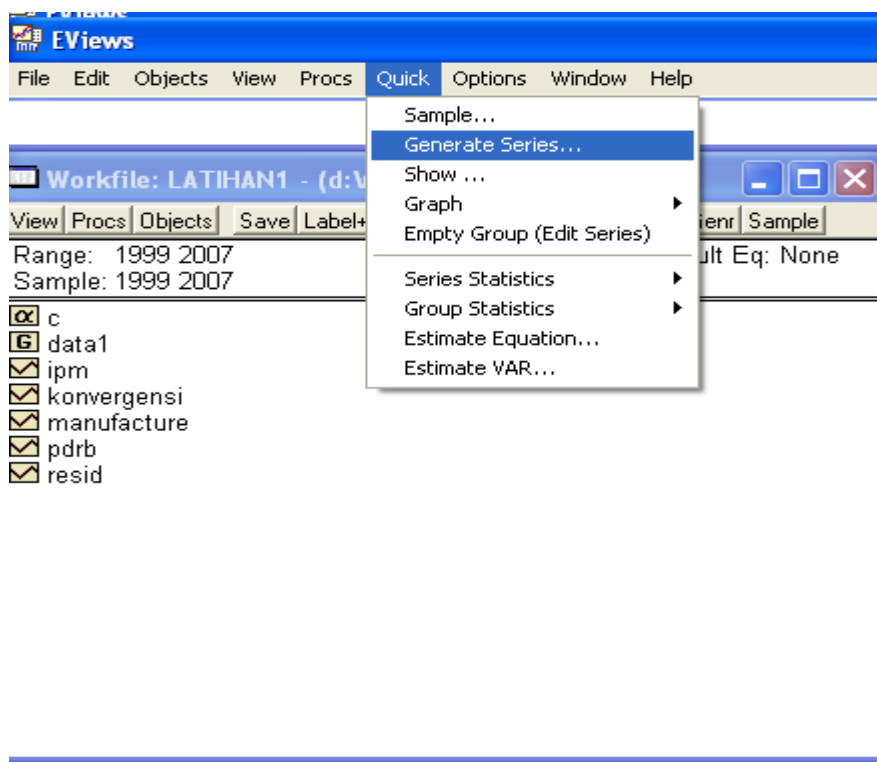 EViews
File Edit Objects View Procs Quick Options Window Help
Sample...
Generate Series...
Show ...
Graph
Empty Group (Edit Series)
Series Statistics
Group Statistics
Estimate Equation...
Estimate VAR...
Workfile: LATIHAN1 - (d:\
View Procs Objects Save Label+ Sample
Range: 1999 2007 Eq: None
Sample: 1999 2007
c
G data1
ipm
konvergensi
manufacture
pdrb
resid